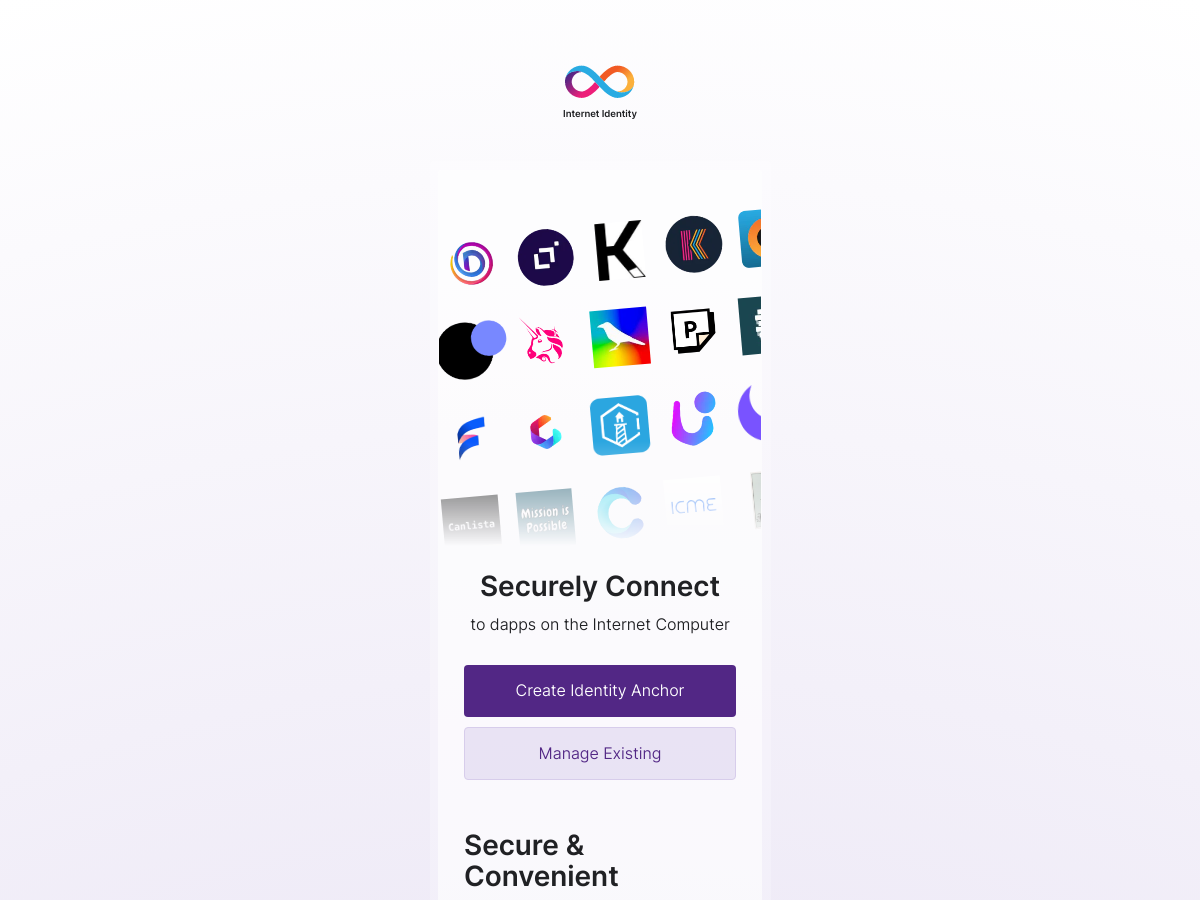 Internet Identity
K
P
Canlista
Mission is
Possible
ICME
Securely Connect
to dapps on the Internet Computer
Create Identity Anchor
Manage Existing
Secure &
Convenient